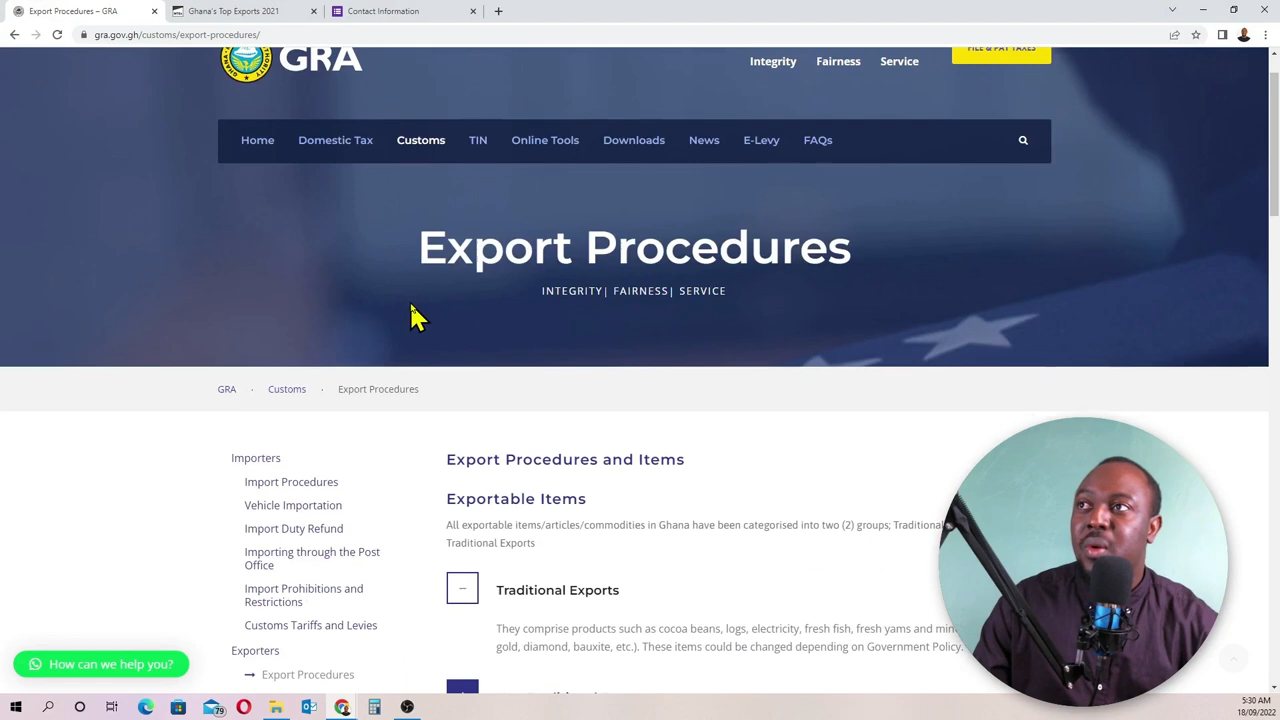 Export Procedures – GRA
Ghana's Top Exports 2021
Contact Information
gra.gov.gh/customs/export-procedures/
GRA
Integrity
Fairness
Service
FILE & PAY TAXES
Home
Domestic Tax
Customs
TIN
Online Tools
Downloads
News
E-Levy
FAQs
Export Procedures
INTEGRITY| FAIRNESS| SERVICE
GRA · Customs · Export Procedures
Importers
Import Procedures
Vehicle Importation
Import Duty Refund
Importing through the Post
Office
Import Prohibitions and
Restrictions
Customs Tariffs and Levies
Exporters
Export Procedures
Export Procedures and Items
Exportable Items
All exportable items/articles/commodities in Ghana have been categorised into two (2) groups; Traditional
Traditional Exports
Traditional Exports
They comprise products such as cocoa beans, logs, electricity, fresh fish, fresh yams and
gold, diamond, bauxite, etc.). These items could be changed depending on Government Policy.
How can we help you?
79
5:30 AM
18/09/2022